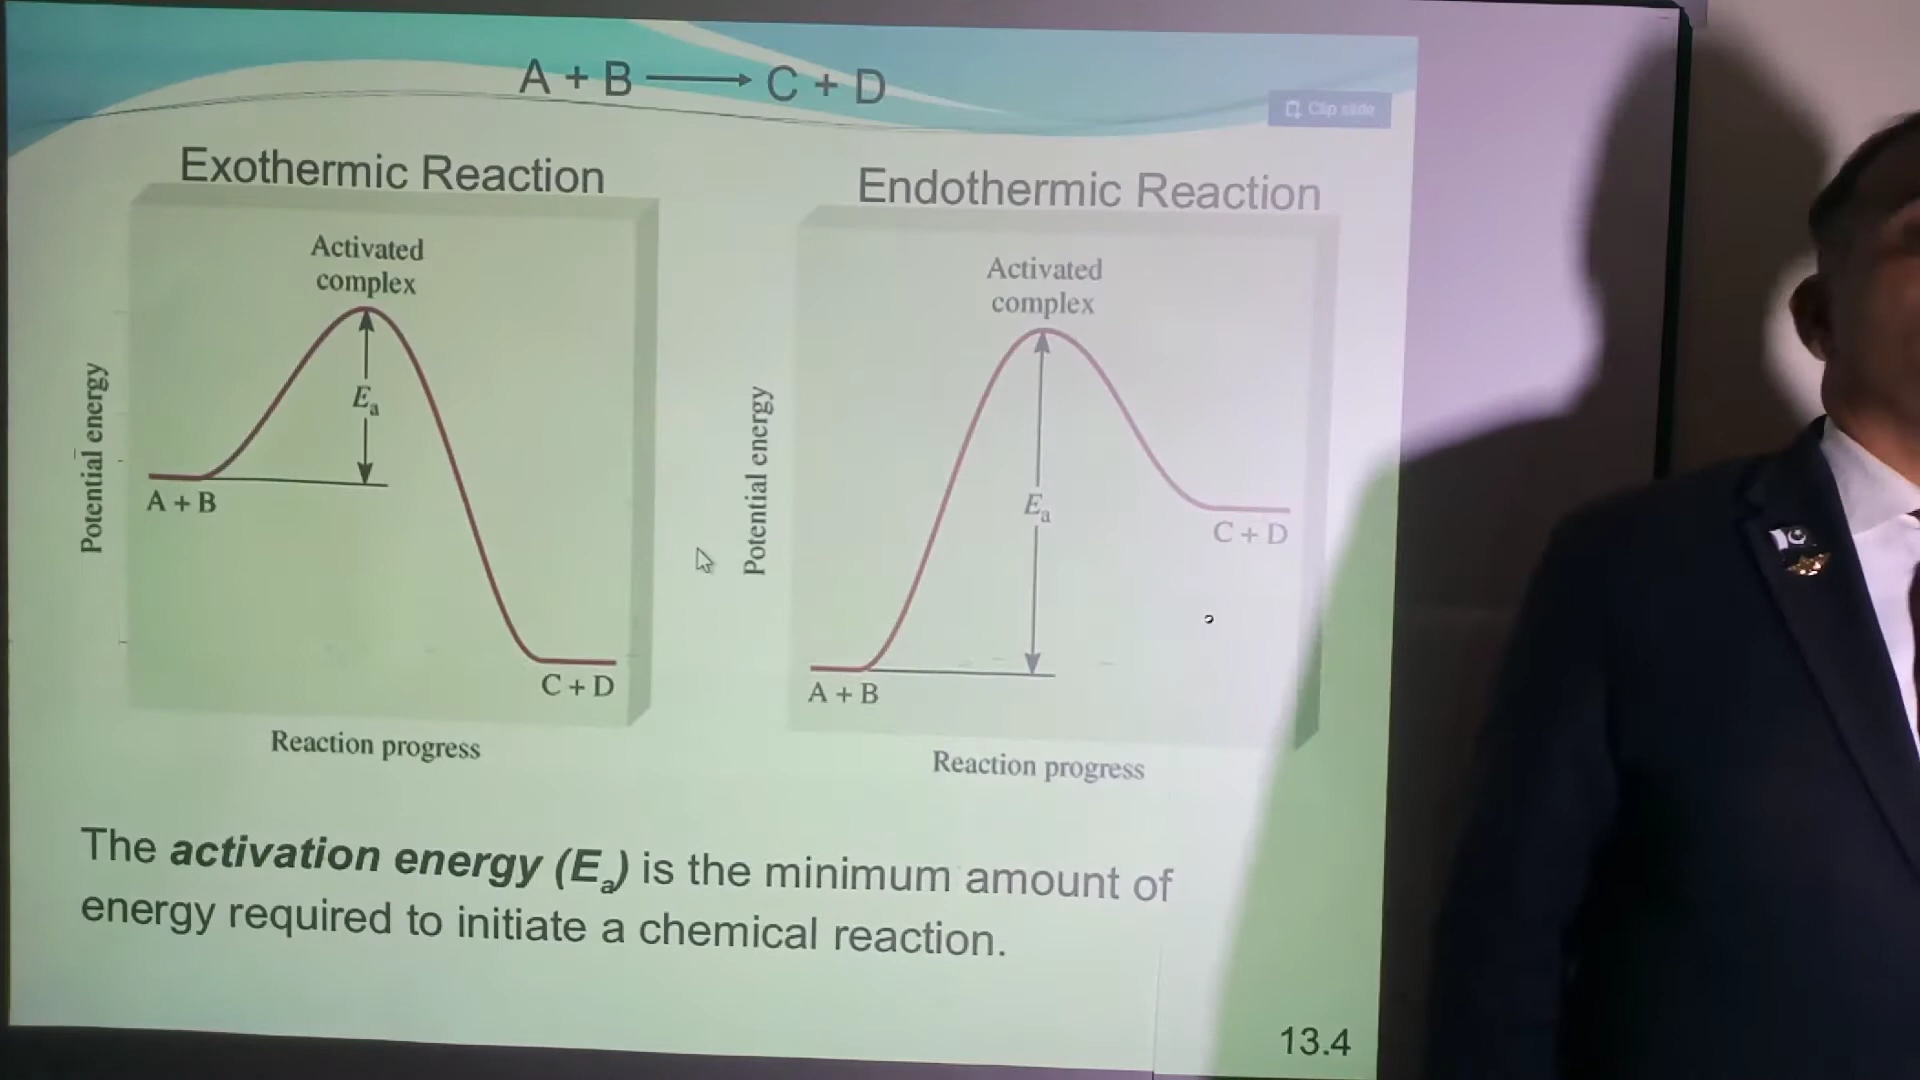 A + B ⟶ C + D
Clip slide
Exothermic Reaction
Activated
complex
Eₐ
A + B
C + D
Potential energy
Reaction progress
Endothermic Reaction
Activated
complex
Eₐ
A + B
C + D
Potential energy
Reaction progress
The activation energy (Eₐ) is the minimum amount of
energy required to initiate a chemical reaction.
13.4